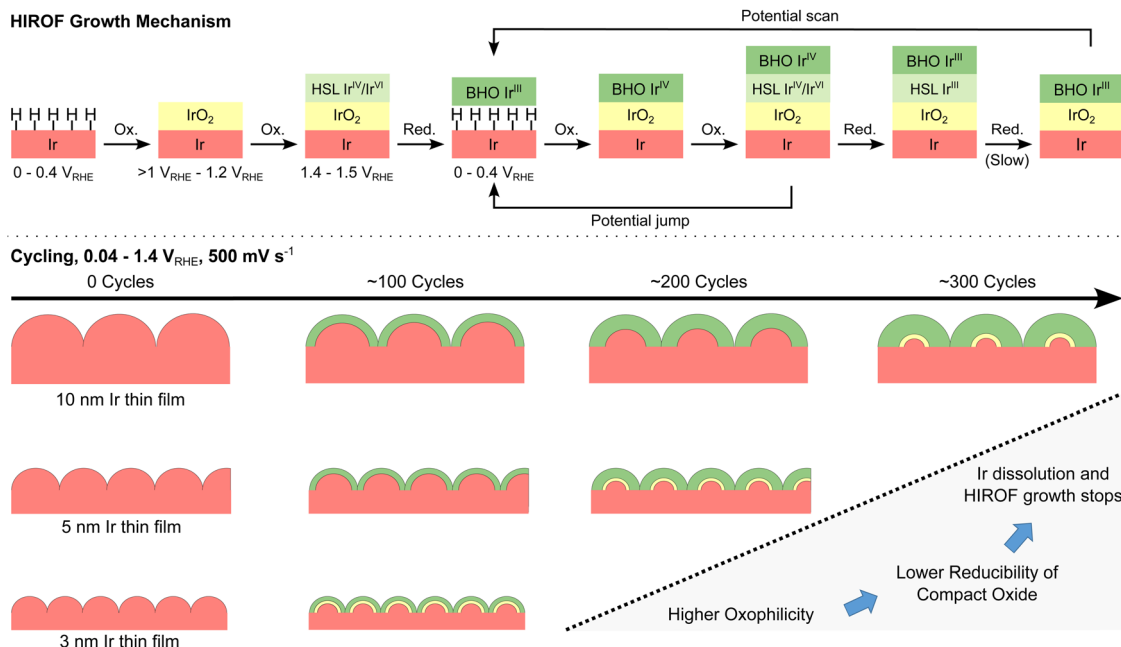 HIROF Growth Mechanism
Potential scan
H H H H H
Ir
0 - 0.4 V_RHE
Ox.
IrO₂
Ir
>1 V_RHE - 1.2 V_RHE
Ox.
HSL Ir^IV/Ir^VI
IrO₂
Ir
1.4 - 1.5 V_RHE
Red.
BHO Ir^III
H H H H H
Ir
0 - 0.4 V_RHE
Ox.
BHO Ir^IV
IrO₂
Ir
Ox.
BHO Ir^IV
HSL Ir^IV/Ir^VI
IrO₂
Ir
Red.
BHO Ir^III
HSL Ir^III
IrO₂
Ir
Red.
(Slow)
BHO Ir^III
IrO₂
Ir
Potential jump
Cycling, 0.04 - 1.4 V_RHE, 500 mV s⁻¹
0 Cycles
~100 Cycles
~200 Cycles
~300 Cycles
10 nm Ir thin film
5 nm Ir thin film
3 nm Ir thin film
Higher Oxophilicity
Lower Reducibility of
Compact Oxide
Ir dissolution and
HIROF growth stops